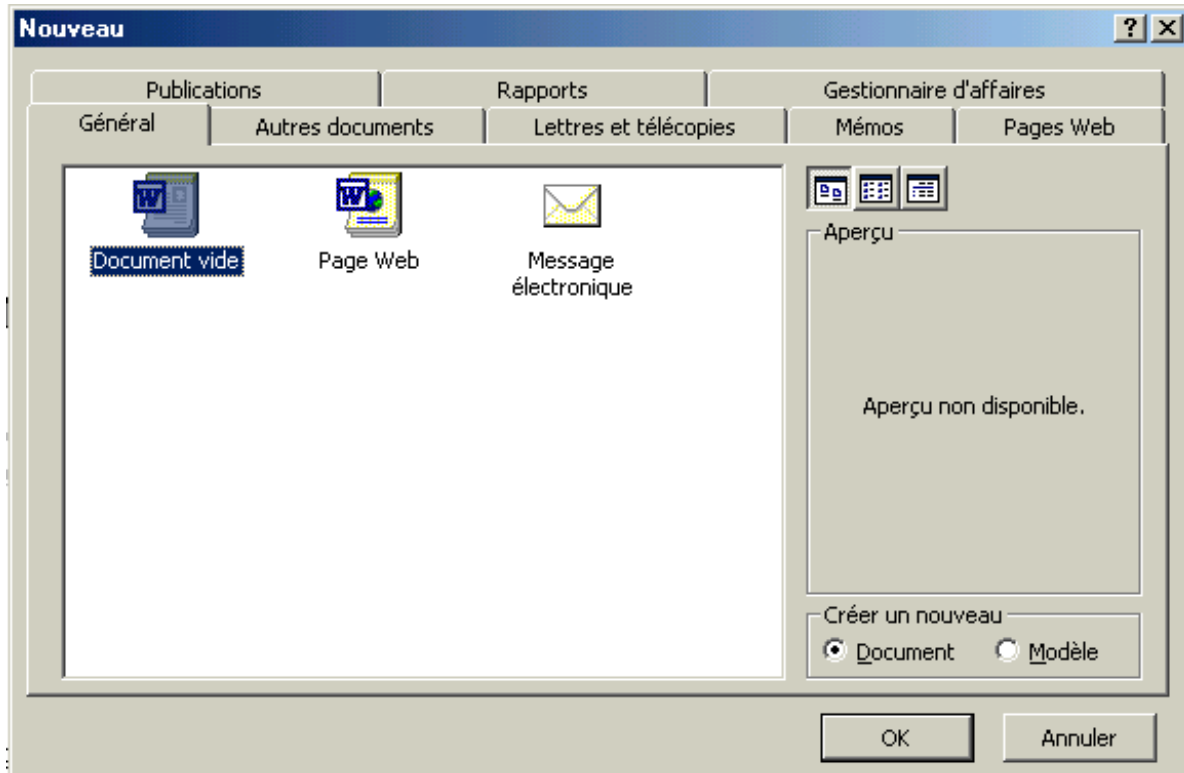 Nouveau
Publications Rapports Gestionnaire d'affaires
Général Autres documents Lettres et télécopies Mémos Pages Web
Document vide
Page Web
Message
électronique
Aperçu
Aperçu non disponible.
Créer un nouveau
Document Modèle
OK Annuler